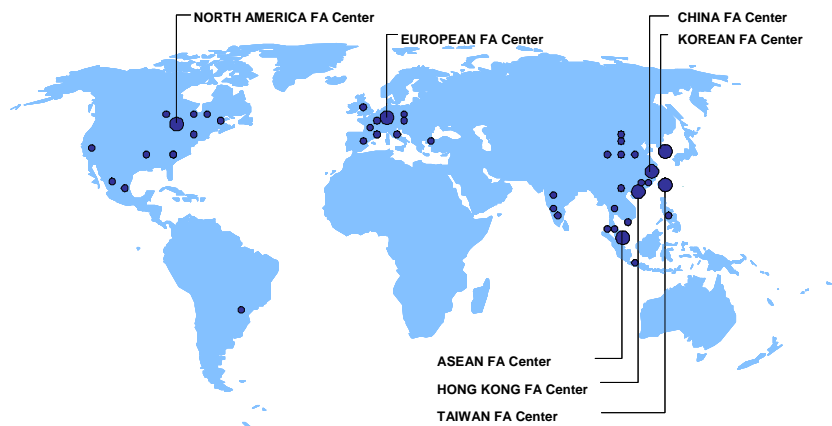 NORTH AMERICA FA Center
CHINA FA Center
EUROPEAN FA Center
KOREAN FA Center
ASEAN FA Center
HONG KONG FA Center
TAIWAN FA Center